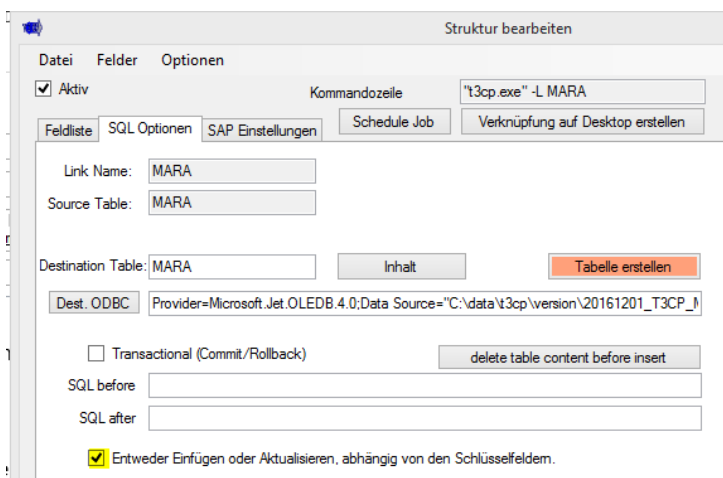 Struktur bearbeiten
Datei Felder Optionen
Aktiv
Kommandozeile "t3cp.exe" -L MARA
Feldliste SQL Optionen SAP Einstellungen Schedule Job Verknüpfung auf Desktop erstellen
Link Name: MARA
Source Table: MARA
Destination Table: MARA Inhalt Tabelle erstellen
Dest. ODBC Provider=Microsoft.Jet.OLEDB.4.0;Data Source="C:\data\t3cp\version\20161201_T3CP_M
Transactional (Commit/Rollback) delete table content before insert
SQL before
SQL after
Entweder Einfügen oder Aktualisieren, abhängig von den Schlüsselfeldern.